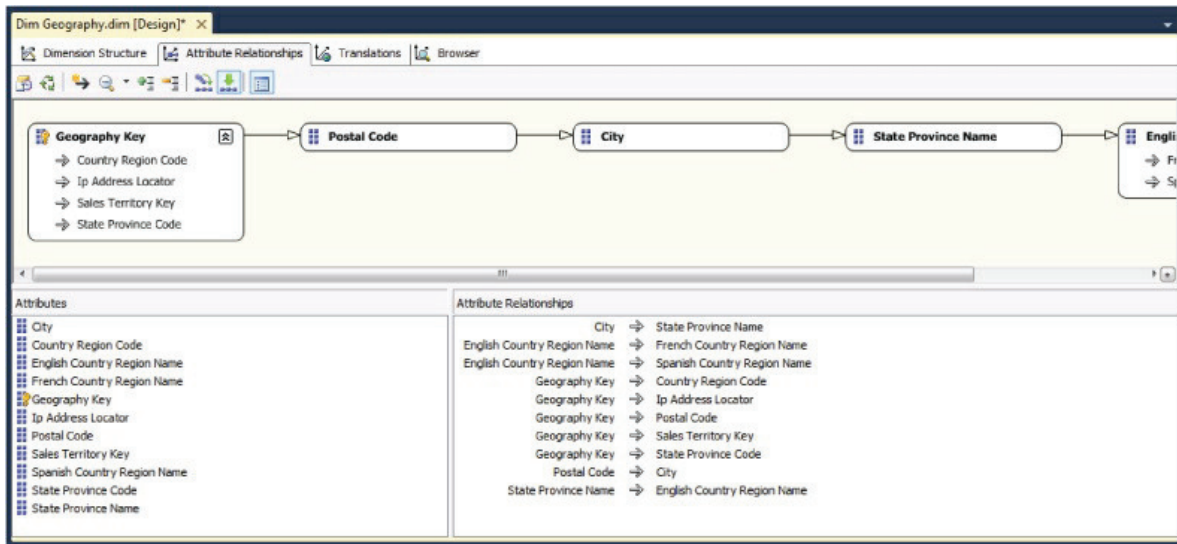 Dim Geography.dim [Design]*
Dimension Structure Attribute Relationships Translations Browser
Geography Key Postal Code City State Province Name Engli
Country Region Code Fr
Ip Address Locator Sp
Sales Territory Key
State Province Code
Attributes Attribute Relationships
City City State Province Name
Country Region Code English Country Region Name French Country Region Name
English Country Region Name English Country Region Name Spanish Country Region Name
French Country Region Name Geography Key Country Region Code
Geography Key Geography Key Ip Address Locator
Ip Address Locator Geography Key Postal Code
Postal Code Geography Key Sales Territory Key
Sales Territory Key Geography Key State Province Code
Spanish Country Region Name Postal Code City
State Province Code State Province Name English Country Region Name
State Province Name